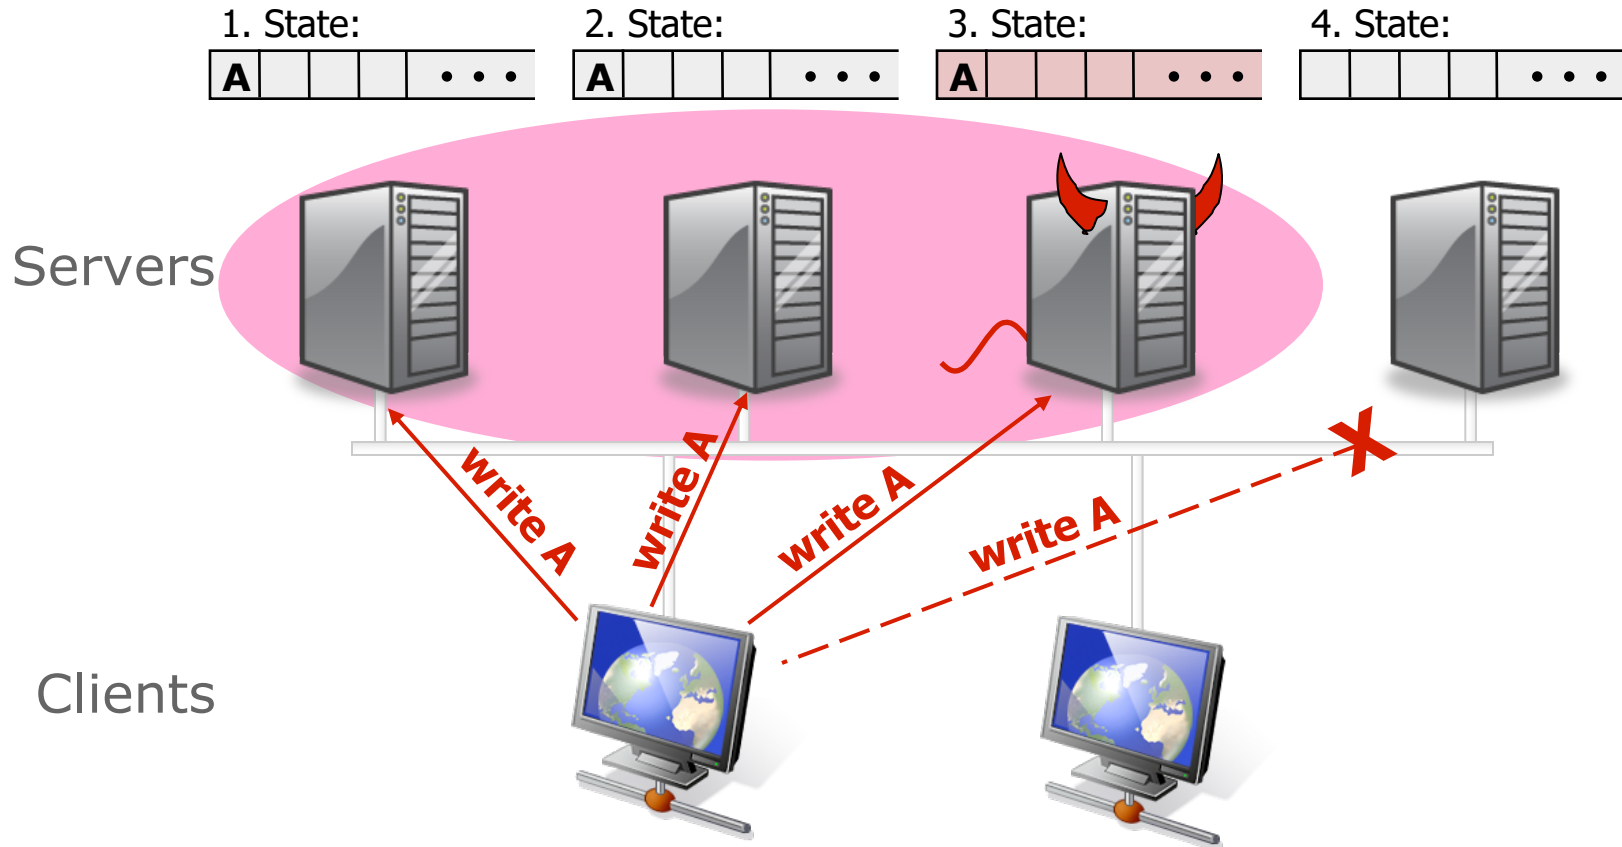 1. State:
2. State:
3. State:
4. State:
A
• • •
A
• • •
A
• • •
• • •
Servers
write A
write A
write A
write A
X
Clients